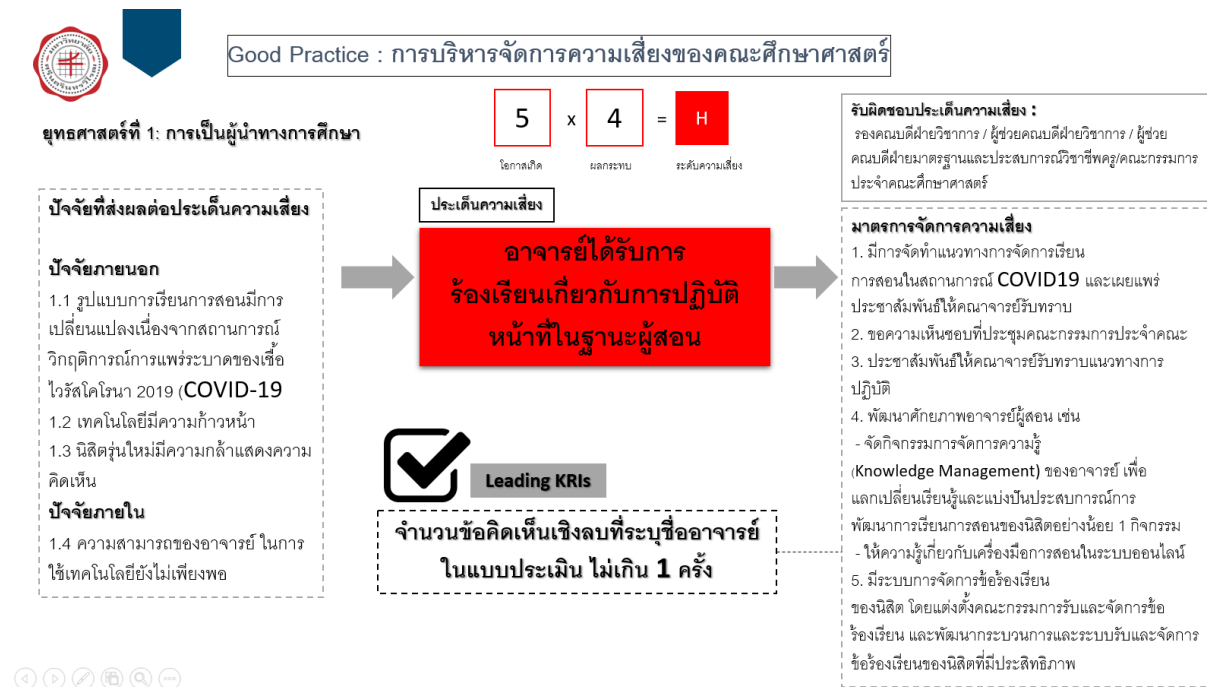 Good Practice : การบริหารจัดการความเสี่ยงของคณะศึกษาศาสตร์
ยุทธศาสตร์ที่ 1: การเป็นผู้นำทางการศึกษา
5 x 4 = H
โอกาสเกิด ผลกระทบ ระดับความเสี่ยง
ปัจจัยที่ส่งผลต่อประเด็นความเสี่ยง
ปัจจัยภายนอก
1.1 รูปแบบการเรียนการสอนมีการ
เปลี่ยนแปลงเนื่องจากสถานการณ์
วิกฤติการณ์การแพร่ระบาดของเชื้อ
ไวรัสโคโรนา 2019 (COVID-19
1.2 เทคโนโลยีมีความก้าวหน้า
1.3 นิสิตรุ่นใหม่มีความกล้าแสดงความ
คิดเห็น
ปัจจัยภายใน
1.4 ความสามารถของอาจารย์ ในการ
ใช้เทคโนโลยียังไม่เพียงพอ
ประเด็นความเสี่ยง
อาจารย์ได้รับการ
ร้องเรียนเกี่ยวกับการปฏิบัติ
หน้าที่ในฐานะผู้สอน
Leading KRIs
จำนวนข้อคิดเห็นเชิงลบที่ระบุชื่ออาจารย์
ในแบบประเมิน ไม่เกิน 1 ครั้ง
รับผิดชอบประเด็นความเสี่ยง :
รองคณบดีฝ่ายวิชาการ / ผู้ช่วยคณบดีฝ่ายวิชาการ / ผู้ช่วย
คณบดีฝ่ายมาตรฐานและประสบการณ์วิชาชีพครู/คณะกรรมการ
ประจำคณะศึกษาศาสตร์
มาตรการจัดการความเสี่ยง
1. มีการจัดทำแนวทางการจัดการเรียน
การสอนในสถานการณ์ COVID19 และเผยแพร่
ประชาสัมพันธ์ให้คณาจารย์รับทราบ
2. ขอความเห็นชอบที่ประชุมคณะกรรมการประจำคณะ
3. ประชาสัมพันธ์ให้คณาจารย์รับทราบแนวทางการ
ปฏิบัติ
4. พัฒนาศักยภาพอาจารย์ผู้สอน เช่น
- จัดกิจกรรมการจัดการความรู้
(Knowledge Management) ของอาจารย์ เพื่อ
แลกเปลี่ยนเรียนรู้และแบ่งปันประสบการณ์การ
พัฒนาการเรียนการสอนของนิสิตอย่างน้อย 1 กิจกรรม
- ให้ความรู้เกี่ยวกับเครื่องมือการสอนในระบบออนไลน์
5. มีระบบการจัดการข้อร้องเรียน
ของนิสิต โดยแต่งตั้งคณะกรรมการรับและจัดการข้อ
ร้องเรียน และพัฒนากระบวนการและระบบรับและจัดการ
ข้อร้องเรียนของนิสิตที่มีประสิทธิภาพ